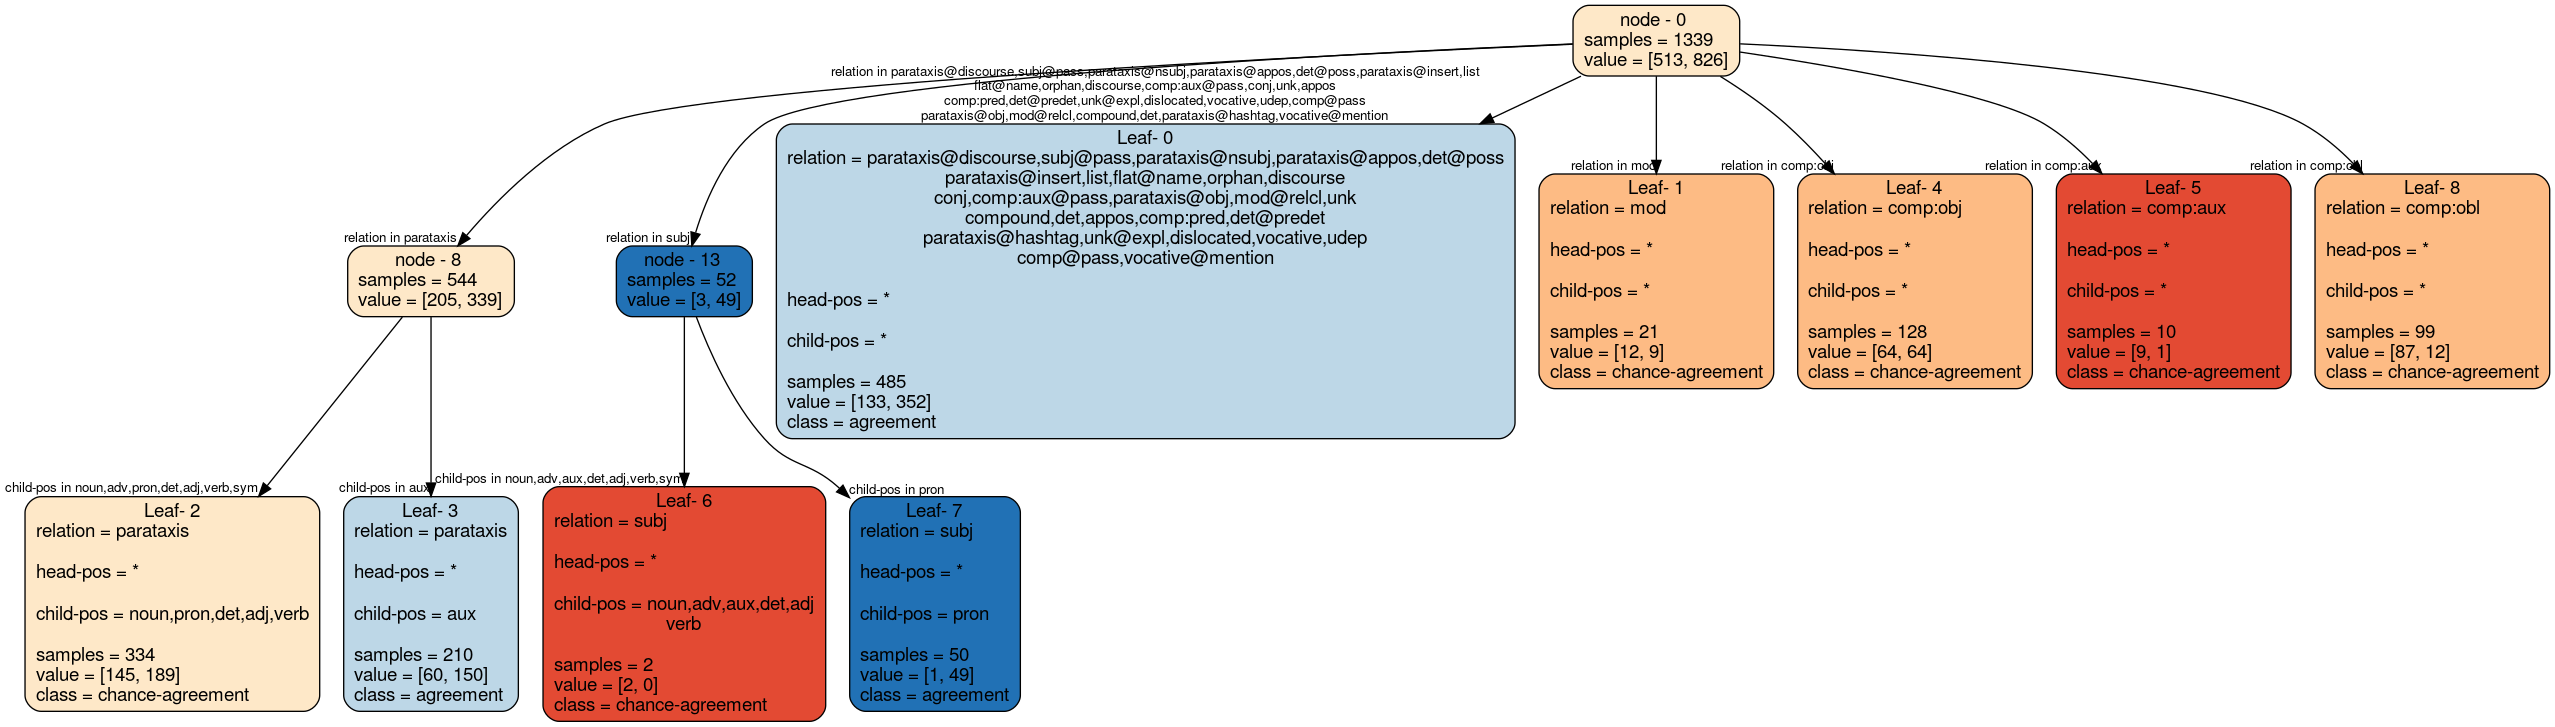 node - 0
samples = 1339
value = [513, 826]
relation in parataxis@discourse,subj@pass,parataxis@nsubj,parataxis@appos,det@poss,parataxis@insert,list
flat@name,orphan,discourse,comp:aux@pass,conj,unk,appos
comp:pred,det@predet,unk@expl,dislocated,vocative,udep,comp@pass
parataxis@obj,mod@relcl,compound,det,parataxis@hashtag,vocative@mention
relation in parataxis
node - 8
samples = 544
value = [205, 339]
relation in subj
node - 13
samples = 52
value = [3, 49]
Leaf- 0
relation = parataxis@discourse,subj@pass,parataxis@nsubj,parataxis@appos,det@poss
parataxis@insert,list,flat@name,orphan,discourse
conj,comp:aux@pass,parataxis@obj,mod@relcl,unk
compound,det,appos,comp:pred,det@predet
parataxis@hashtag,unk@expl,dislocated,vocative,udep
comp@pass,vocative@mention
head-pos = *
child-pos = *
samples = 485
value = [133, 352]
class = agreement
relation in mod
Leaf- 1
relation = mod
head-pos = *
child-pos = *
samples = 21
value = [12, 9]
class = chance-agreement
relation in comp:obj
Leaf- 4
relation = comp:obj
head-pos = *
child-pos = *
samples = 128
value = [64, 64]
class = chance-agreement
relation in comp:aux
Leaf- 5
relation = comp:aux
head-pos = *
child-pos = *
samples = 10
value = [9, 1]
class = chance-agreement
relation in comp:obl
Leaf- 8
relation = comp:obl
head-pos = *
child-pos = *
samples = 99
value = [87, 12]
class = chance-agreement
child-pos in noun,adv,pron,det,adj,verb,sym
Leaf- 2
relation = parataxis
head-pos = *
child-pos = noun,pron,det,adj,verb
samples = 334
value = [145, 189]
class = chance-agreement
child-pos in aux
Leaf- 3
relation = parataxis
head-pos = *
child-pos = aux
samples = 210
value = [60, 150]
class = agreement
child-pos in noun,adv,aux,det,adj,verb,sym
Leaf- 6
relation = subj
head-pos = *
child-pos = noun,adv,aux,det,adj
verb
samples = 2
value = [2, 0]
class = chance-agreement
child-pos in pron
Leaf- 7
relation = subj
head-pos = *
child-pos = pron
samples = 50
value = [1, 49]
class = agreement